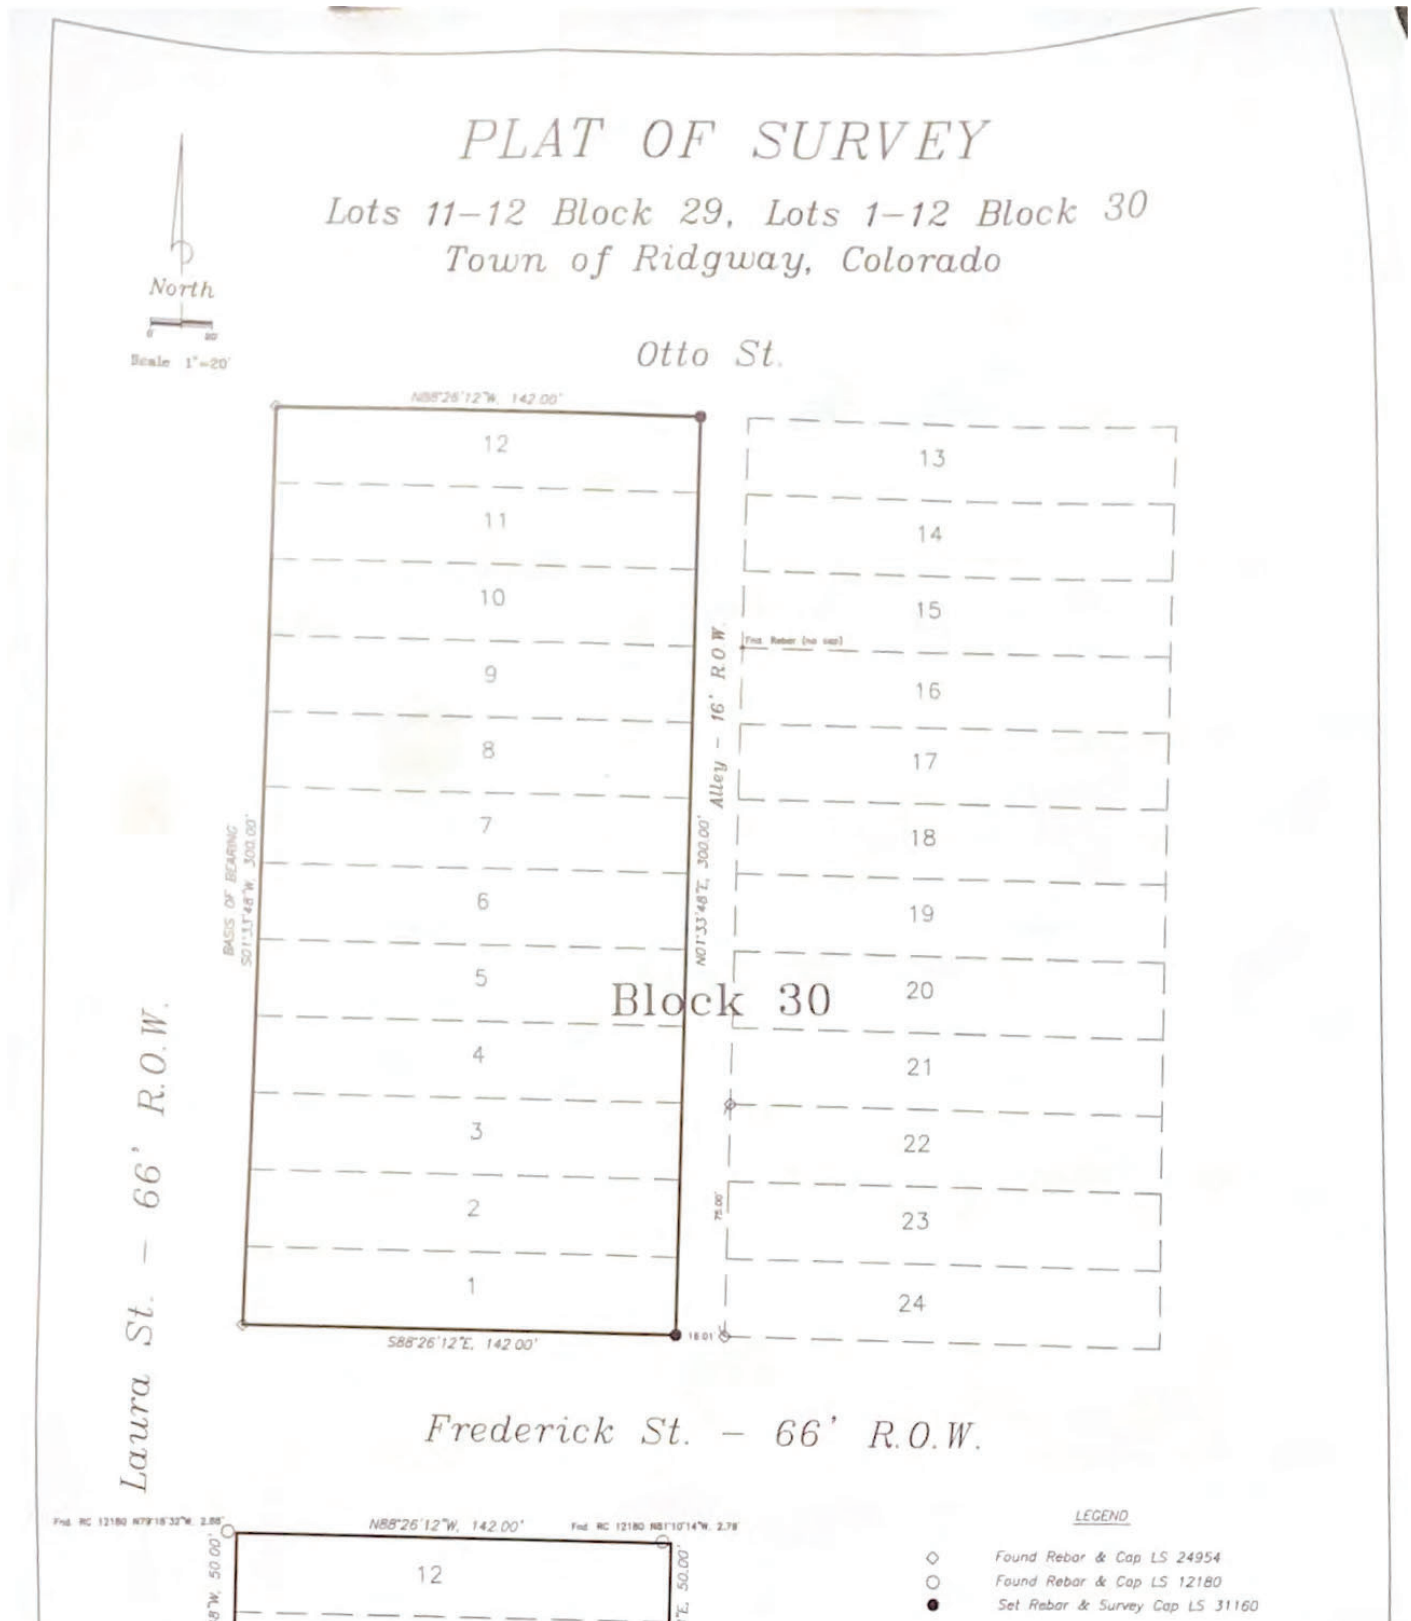 PLAT OF SURVEY
Lots 11-12 Block 29, Lots 1-12 Block 30
Town of Ridgway, Colorado
North
0
20'
Scale 1"=20'
Otto St.
N88°26'12"W, 142.00'
12
11
10
9
8
7
6
5
4
3
2
1
13
14
15
Fnd. Rebar (no cap)
16
17
18
19
20
21
22
23
24
Alley - 16' R.O.W.
BASIS OF BEARING
S01°33'48"W, 300.00'
N01°33'48"E, 300.00'
Block 30
75.00'
16.01'
S88°26'12"E, 142.00'
Laura St. - 66' R.O.W.
Frederick St. - 66' R.O.W.
Fnd. RC 12180 N79°18'32"W, 2.88'
N88°26'12"W, 142.00'
Fnd. RC 12180 N81°10'14"W, 2.78'
8"W, 50.00'
12
"E, 50.00'
LEGEND
Found Rebar & Cap LS 24954
Found Rebar & Cap LS 12180
Set Rebar & Survey Cap LS 31160